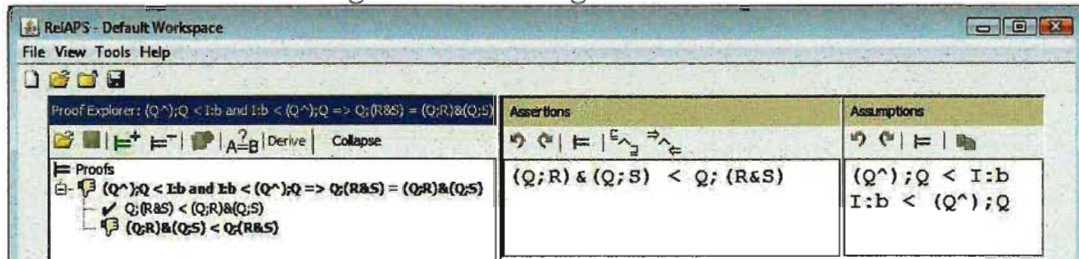 RelAPS - Default Workspace
File View Tools Help
Proof Explorer: (Q^);Q < I:b and I:b < (Q^);Q => Q;(R&S) = (Q;R)&(Q;S)
Assertions
Assumptions
A=B Derive Collapse
Proofs
(Q^);Q < I:b and I:b < (Q^);Q => Q;(R&S) = (Q;R)&(Q;S)
Q;(R&S) < (Q;R)&(Q;S)
(Q;R)&(Q;S) < Q;(R&S)
(Q;R)&(Q;S) < Q;(R&S)
(Q^);Q < I:b
I:b < (Q^);Q